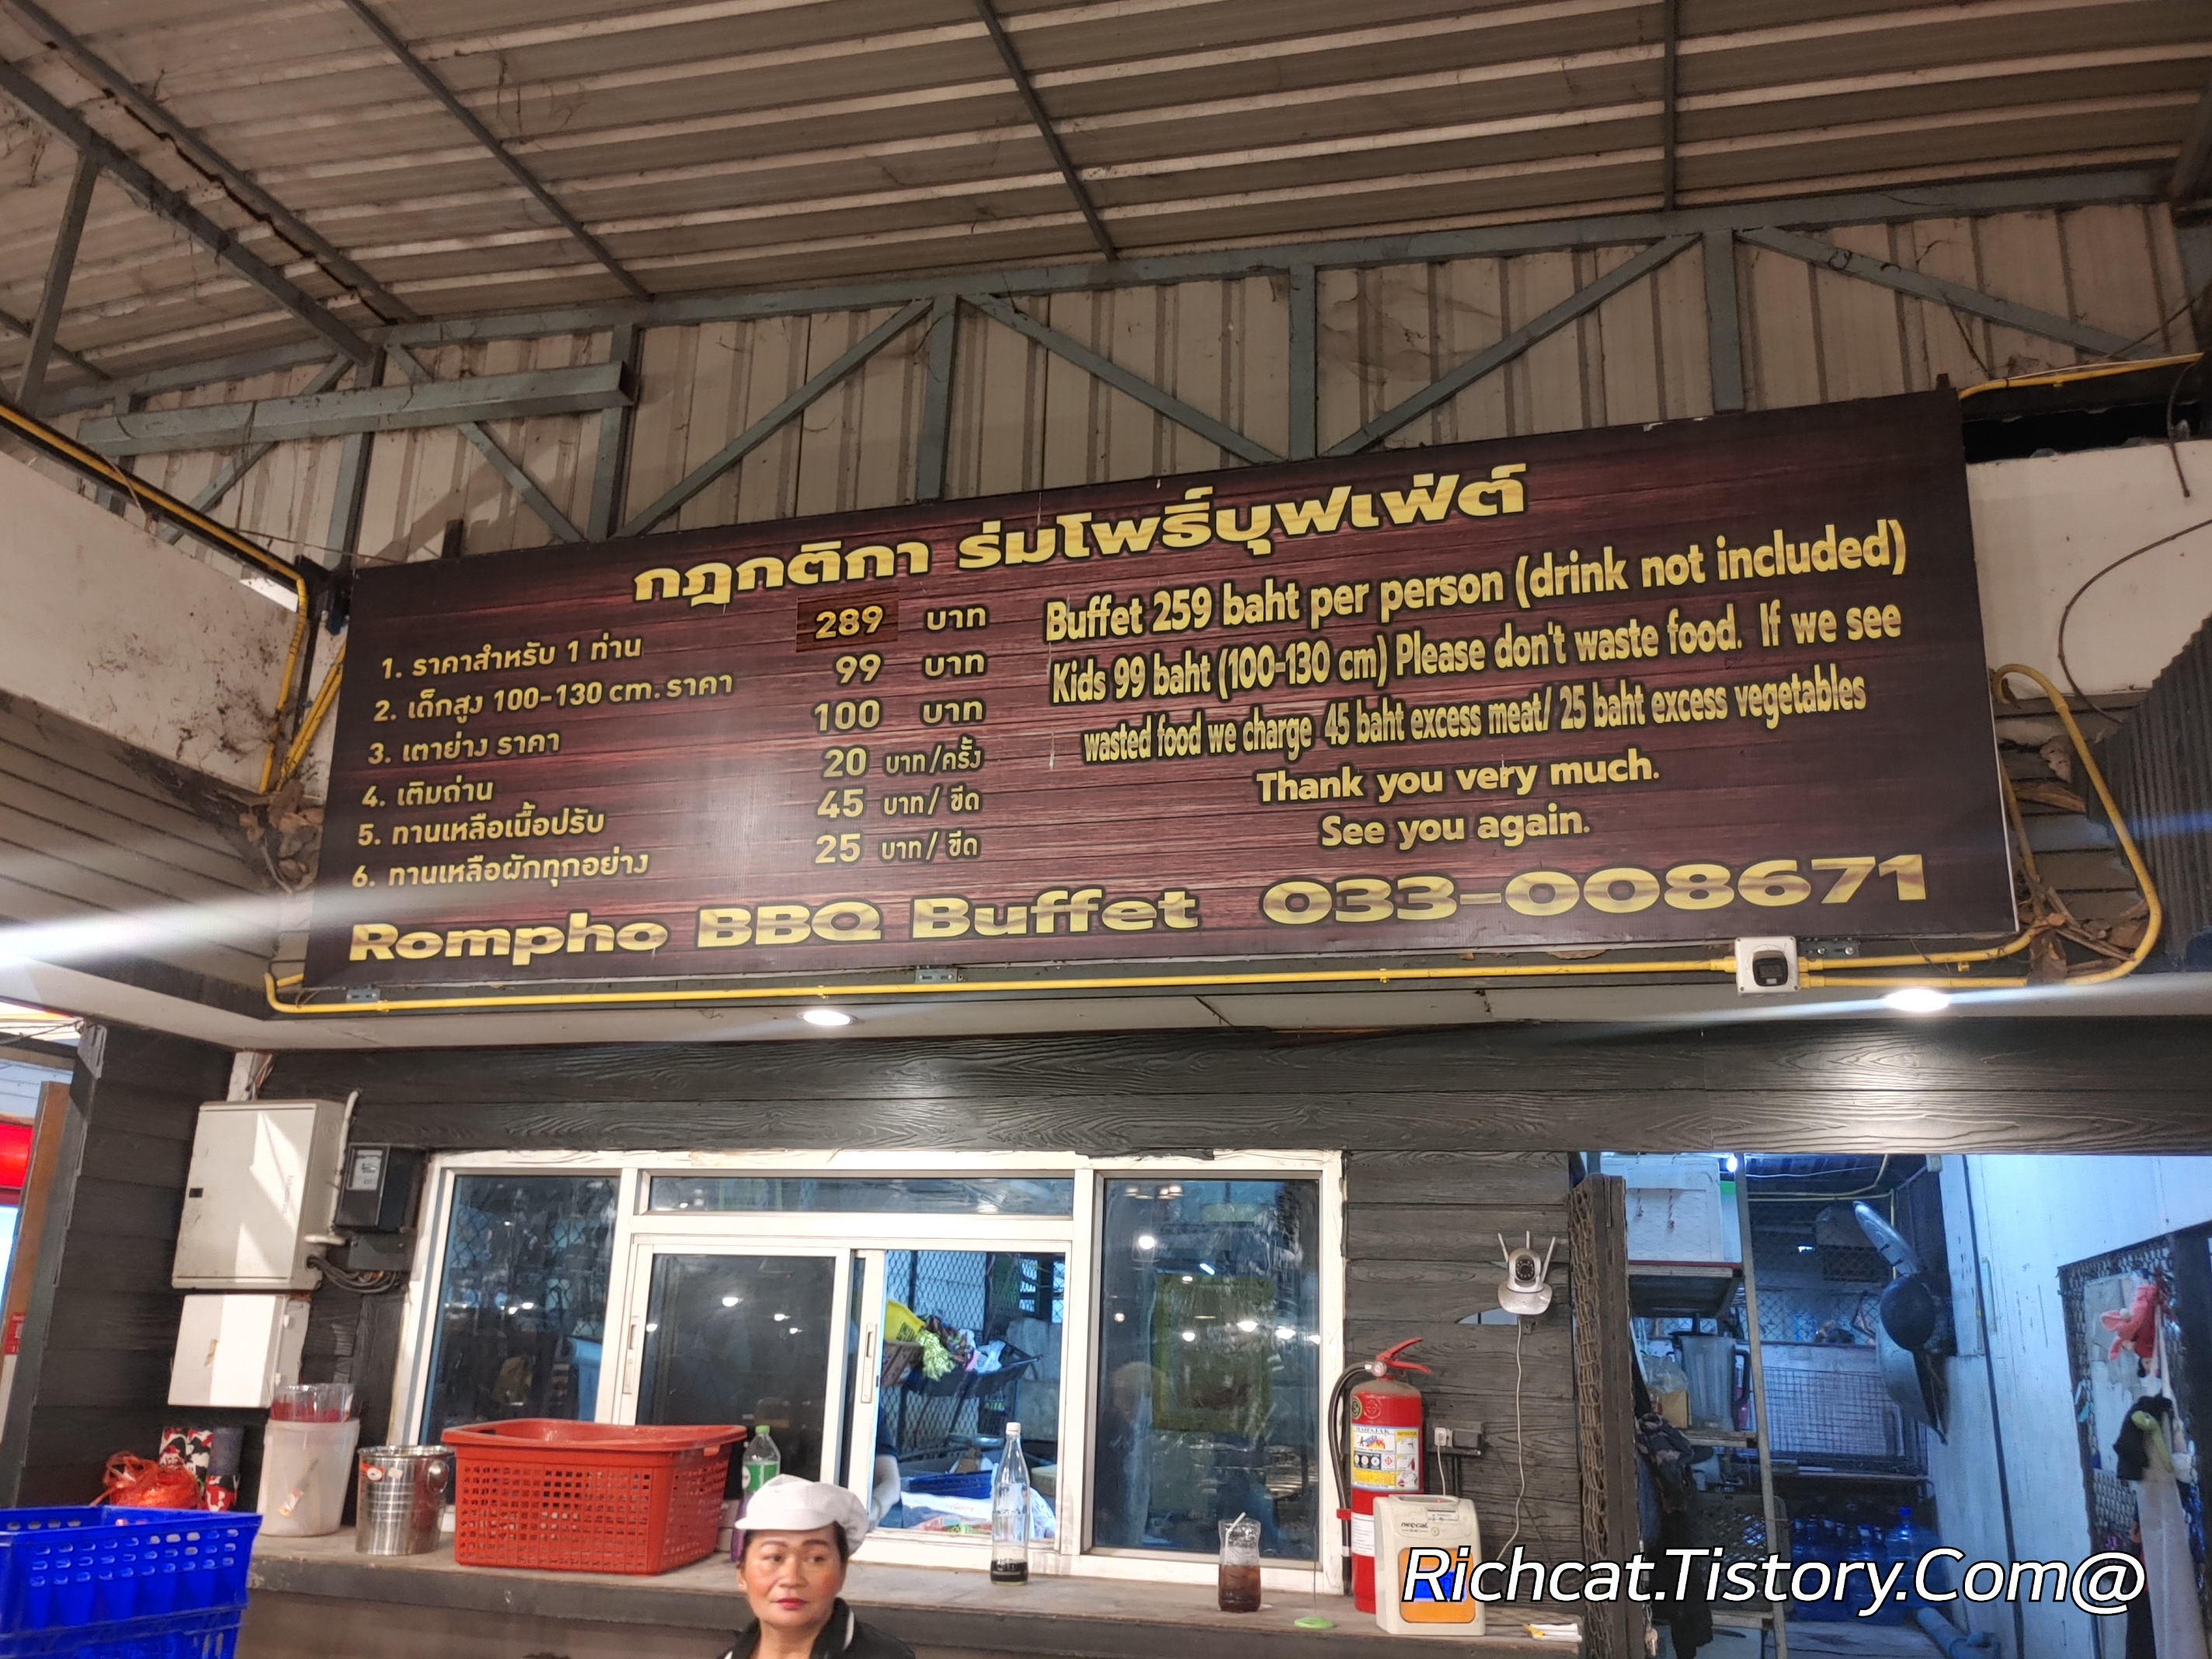 กฎกติกา ร่มโพธิ์บุฟเฟ่ต์
1. ราคาสำหรับ 1 ท่าน 289 บาท
2. เด็กสูง 100-130 cm. ราคา 99 บาท
3. เตาย่าง ราคา 100 บาท
4. เติมถ่าน 20 บาท/ครั้ง
5. ทานเหลือเนื้อปรับ 45 บาท/ ขีด
6. ทานเหลือผักทุกอย่าง 25 บาท/ ขีด
Buffet 259 baht per person (drink not included)
Kids 99 baht (100-130 cm) Please don't waste food. If we see
wasted food we charge 45 baht excess meat/ 25 baht excess vegetables
Thank you very much.
See you again.
Rompho BBQ Buffet 033-008671
Richcat.Tistory.Com@